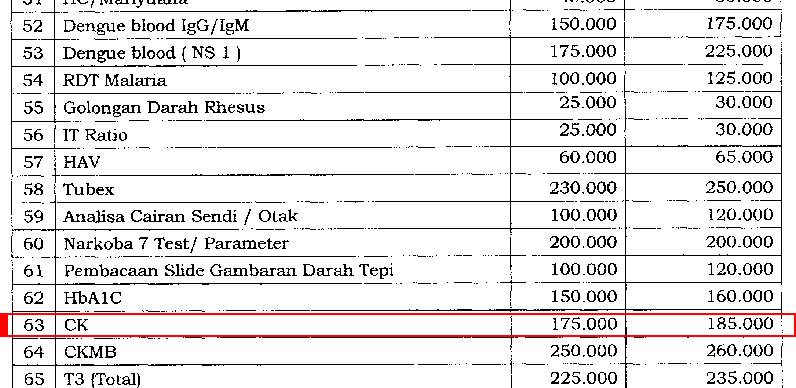 52 Dengue blood IgG/IgM 150.000 175.000
53 Dengue blood ( NS 1 ) 175.000 225.000
54 RDT Malaria 100.000 125.000
55 Golongan Darah Rhesus 25.000 30.000
56 IT Ratio 25.000 30.000
57 HAV 60.000 65.000
58 Tubex 230.000 250.000
59 Analisa Cairan Sendi / Otak 100.000 120.000
60 Narkoba 7 Test/ Parameter 200.000 200.000
61 Pembacaan Slide Gambaran Darah Tepi 100.000 120.000
62 HbA1C 150.000 160.000
63 CK 175.000 185.000
64 CKMB 250.000 260.000
65 T3 (Total) 225.000 235.000